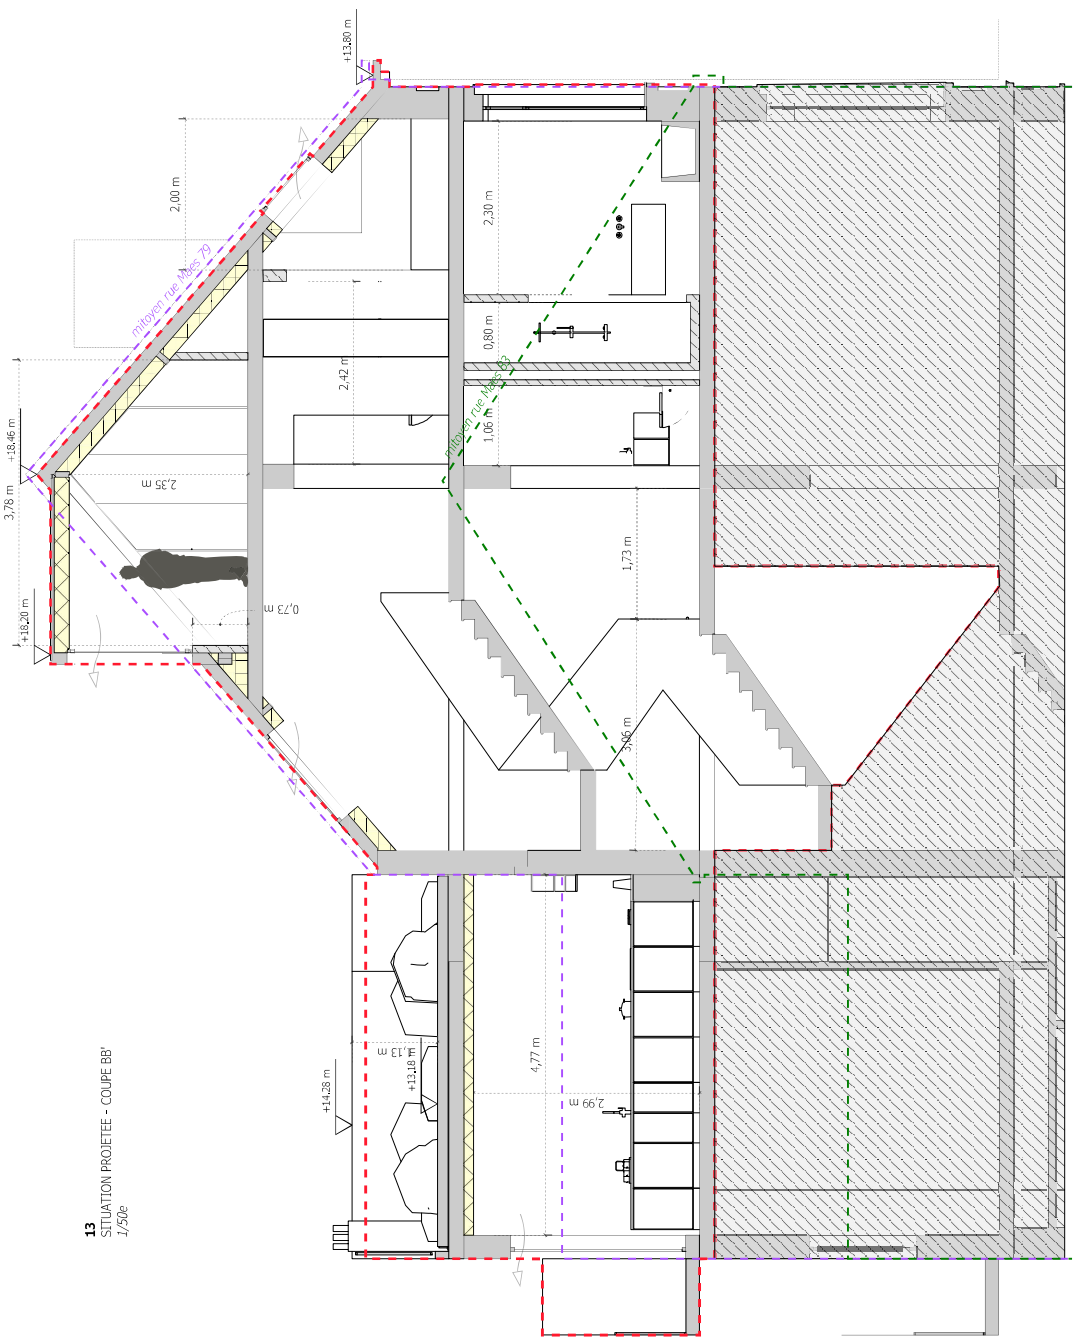 13
SITUATION PROJETEE - COUPE BB'
1/50e
+14.28 m
1,13 m
+13.18 m
4,77 m
2,99 m
3,78 m
+18.46 m
+18.20 m
2,35 m
0,73 m
mitoyen rue Maes 79
2,00 m
+13.80 m
2,42 m
2,30 m
0,80 m
1,06 m
mitoyen rue Maes 83
1,73 m
3,06 m